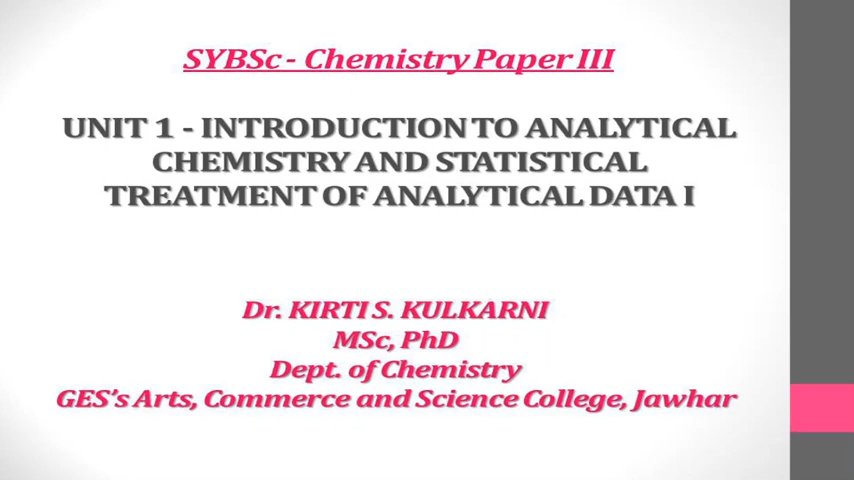 SYBSc - Chemistry Paper III
UNIT 1 - INTRODUCTION TO ANALYTICAL
CHEMISTRY AND STATISTICAL
TREATMENT OF ANALYTICAL DATA I
Dr. KIRTI S. KULKARNI
MSc, PhD
Dept. of Chemistry
GES's Arts, Commerce and Science College, Jawhar